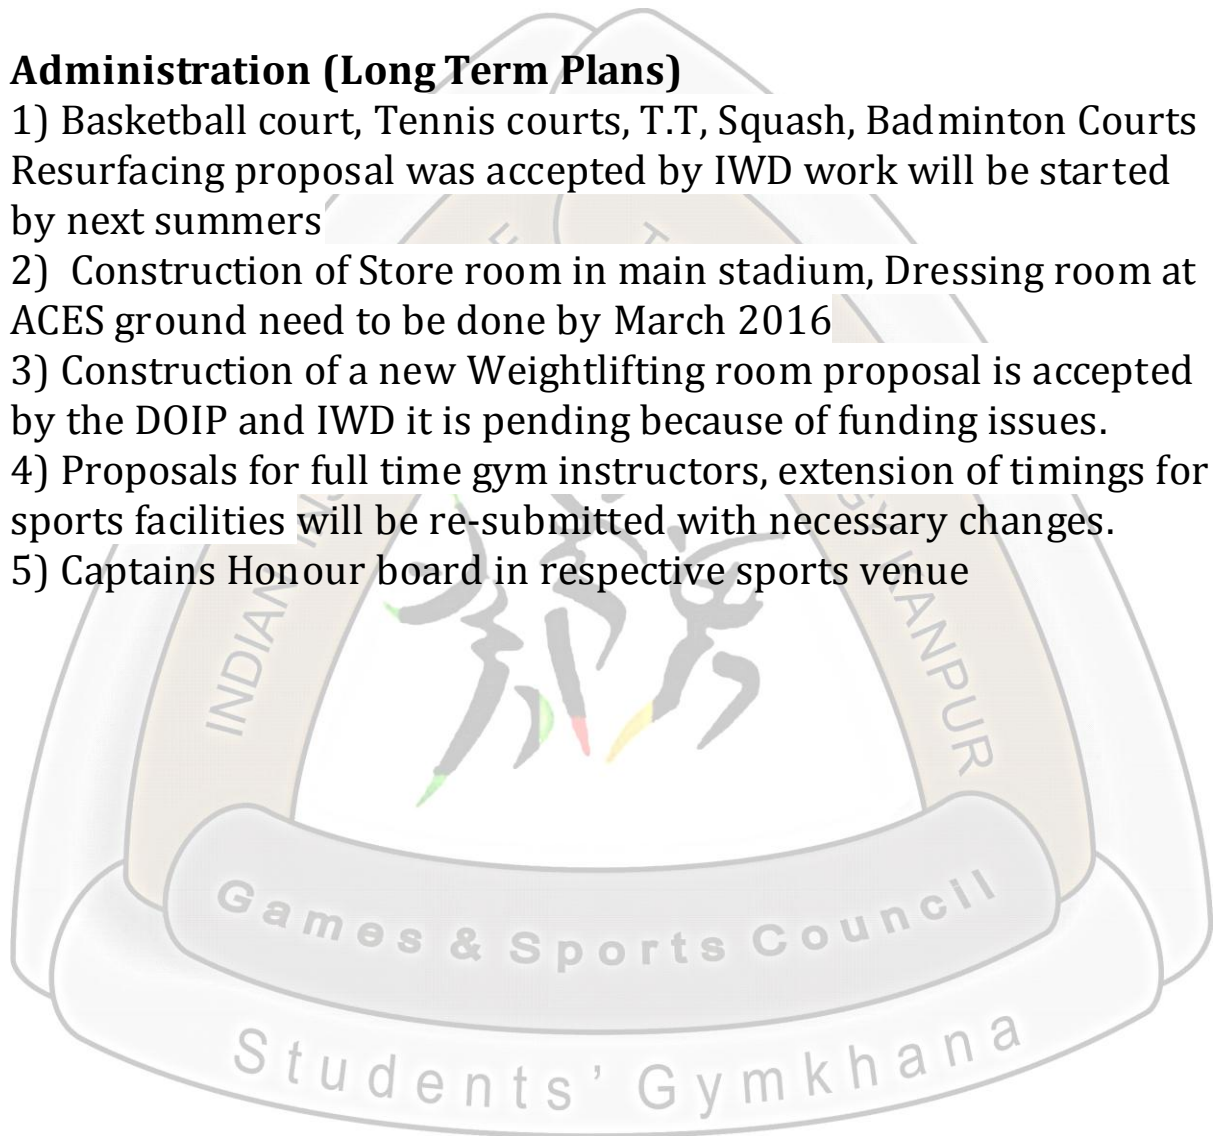 Administration (Long Term Plans)
1) Basketball court, Tennis courts, T.T, Squash, Badminton Courts
Resurfacing proposal was accepted by IWD work will be started
by next summers
2) Construction of Store room in main stadium, Dressing room at
ACES ground need to be done by March 2016
3) Construction of a new Weightlifting room proposal is accepted
by the DOIP and IWD it is pending because of funding issues.
4) Proposals for full time gym instructors, extension of timings for
sports facilities will be re-submitted with necessary changes.
5) Captains Honour board in respective sports venue
INDIAN
KANPUR
Games & Sports Council
Students' Gymkhana